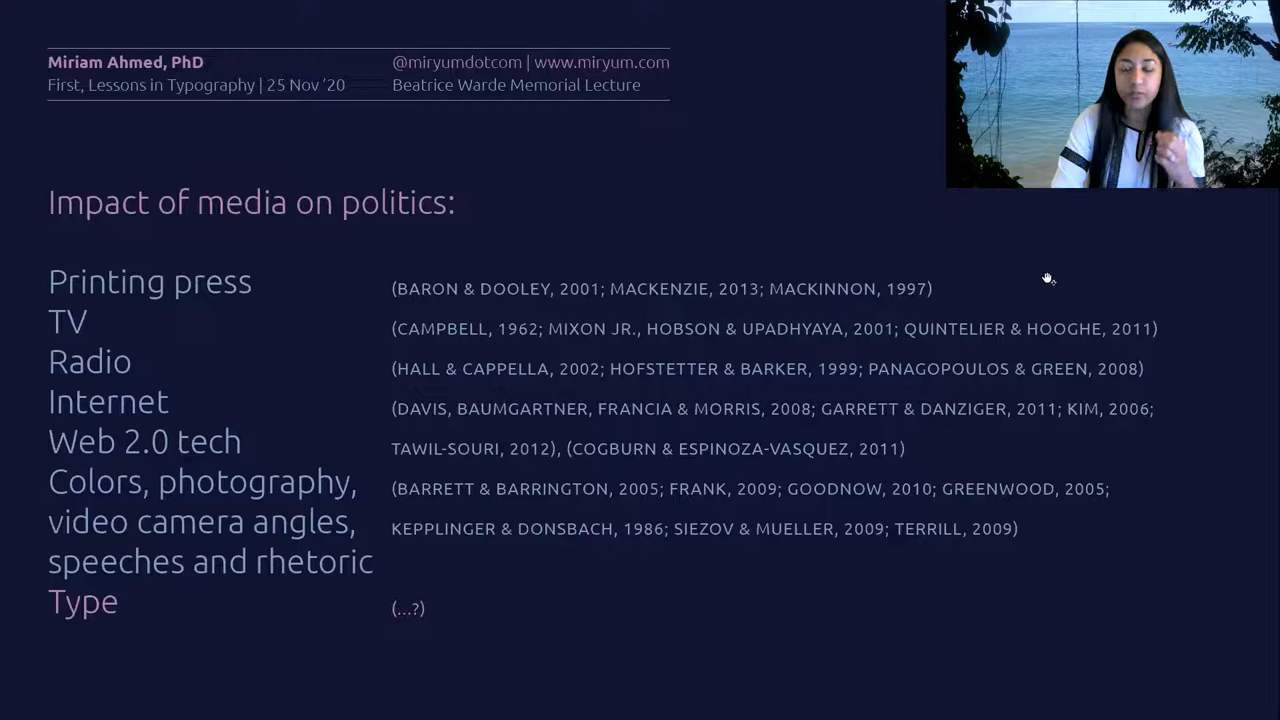 Miriam Ahmed, PhD
@miryumdotcom | www.miryum.com
First, Lessons in Typography | 25 Nov ‘20
Beatrice Warde Memorial Lecture
Impact of media on politics:
Printing press
(BARON & DOOLEY, 2001; MACKENZIE, 2013; MACKINNON, 1997)
TV
(CAMPBELL, 1962; MIXON JR., HOBSON & UPADHYAYA, 2001; QUINTELIER & HOOGHE, 2011)
Radio
(HALL & CAPPELLA, 2002; HOFSTETTER & BARKER, 1999; PANAGOPOULOS & GREEN, 2008)
Internet
(DAVIS, BAUMGARTNER, FRANCIA & MORRIS, 2008; GARRETT & DANZIGER, 2011; KIM, 2006;
Web 2.0 tech
TAWIL-SOURI, 2012), (COGBURN & ESPINOZA-VASQUEZ, 2011)
Colors, photography,
(BARRETT & BARRINGTON, 2005; FRANK, 2009; GOODNOW, 2010; GREENWOOD, 2005;
video camera angles,
KEPPLINGER & DONSBACH, 1986; SIEZOV & MUELLER, 2009; TERRILL, 2009)
speeches and rhetoric
Type
(...?)